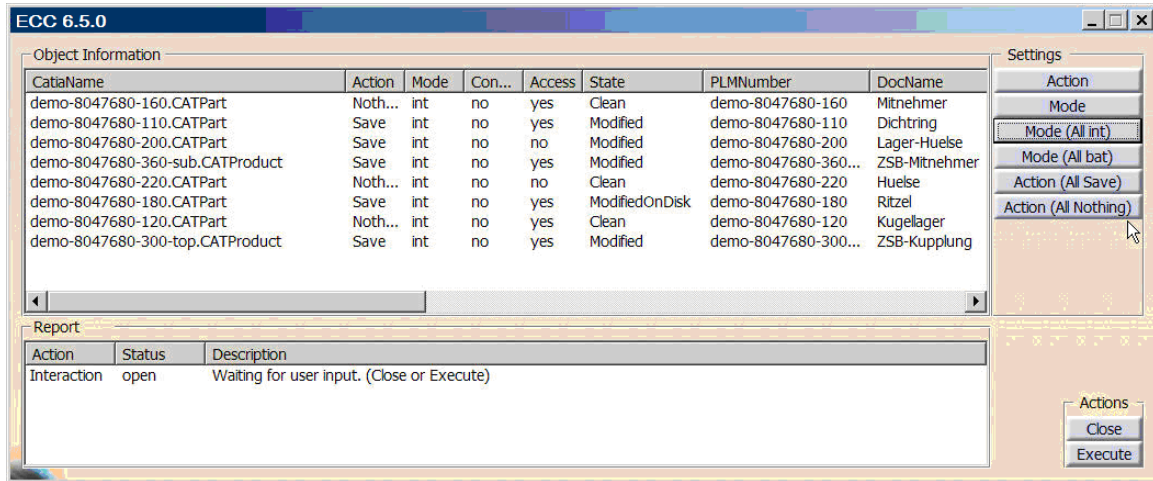 ECC 6.5.0
Object Information
CatiaName Action Mode Con... Access State PLMNumber DocName
demo-8047680-160.CATPart Noth... int no yes Clean demo-8047680-160 Mitnehmer
demo-8047680-110.CATPart Save int no yes Modified demo-8047680-110 Dichtring
demo-8047680-200.CATPart Save int no no Modified demo-8047680-200 Lager-Huelse
demo-8047680-360-sub.CATProduct Save int no yes Modified demo-8047680-360... ZSB-Mitnehmer
demo-8047680-220.CATPart Noth... int no no Clean demo-8047680-220 Huelse
demo-8047680-180.CATPart Save int no yes ModifiedOnDisk demo-8047680-180 Ritzel
demo-8047680-120.CATPart Noth... int no yes Clean demo-8047680-120 Kugellager
demo-8047680-300-top.CATProduct Save int no yes Modified demo-8047680-300... ZSB-Kupplung
Settings
Action
Mode
Mode (All int)
Mode (All bat)
Action (All Save)
Action (All Nothing)
Report
Action Status Description
Interaction open Waiting for user input. (Close or Execute)
Actions
Close
Execute